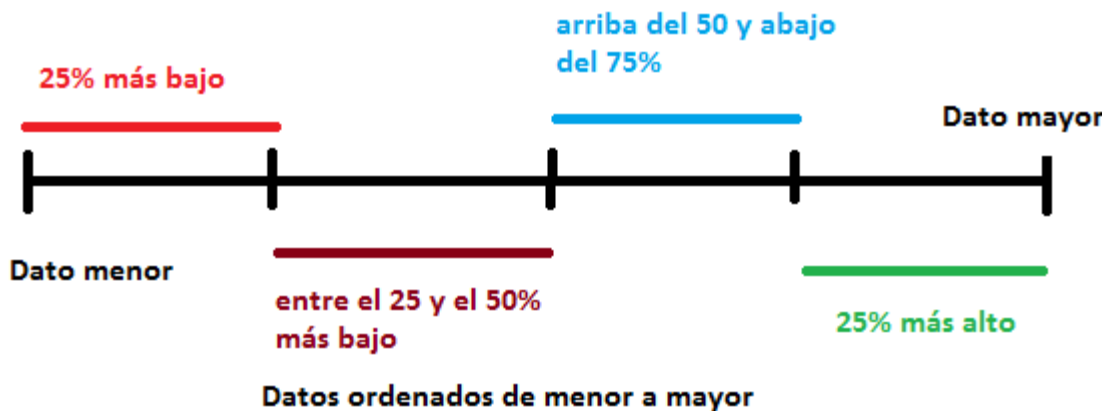 arriba del 50 y abajo
del 75%
25% más bajo
Dato mayor
Dato menor
entre el 25 y el 50%
más bajo
25% más alto
Datos ordenados de menor a mayor